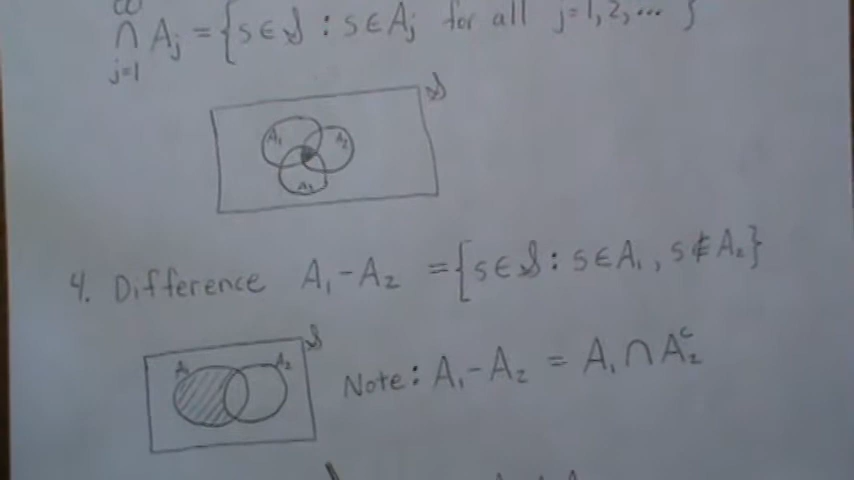 ∞
∩ Aⱼ = {s ∈ 𝒮 : s ∈ Aⱼ for all j=1,2,... }
j=1
𝒮
A₁ A₂
A₃
4. Difference A₁-A₂ = {s ∈ 𝒮 : s ∈ A₁, s ∉ A₂}
𝒮
A₁ A₂
Note: A₁-A₂ = A₁ ∩ A₂ᶜ